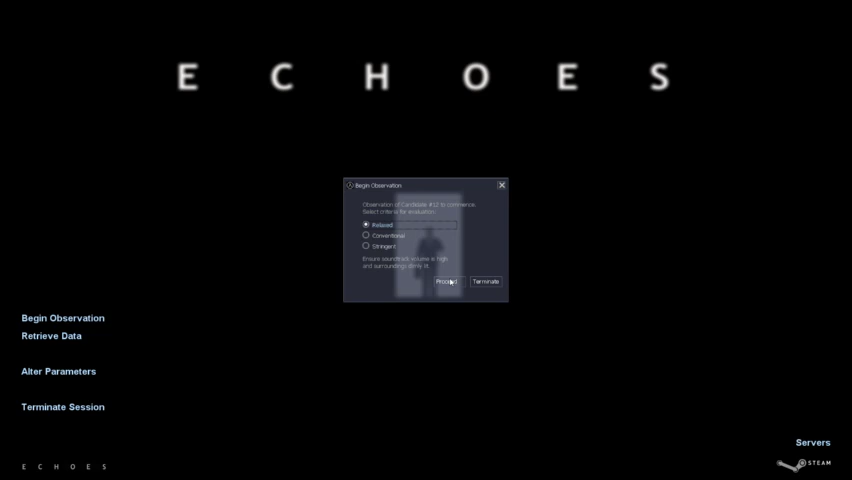 E C H O E S
Begin Observation
Observation of Candidate #12 to commence.
Select criteria for evaluation.
Relaxed
Conventional
Stringent
Ensure soundtrack volume is high
and surroundings dimly lit.
Proceed Terminate
Begin Observation
Retrieve Data
Alter Parameters
Terminate Session
Servers
E C H O E S
STEAM